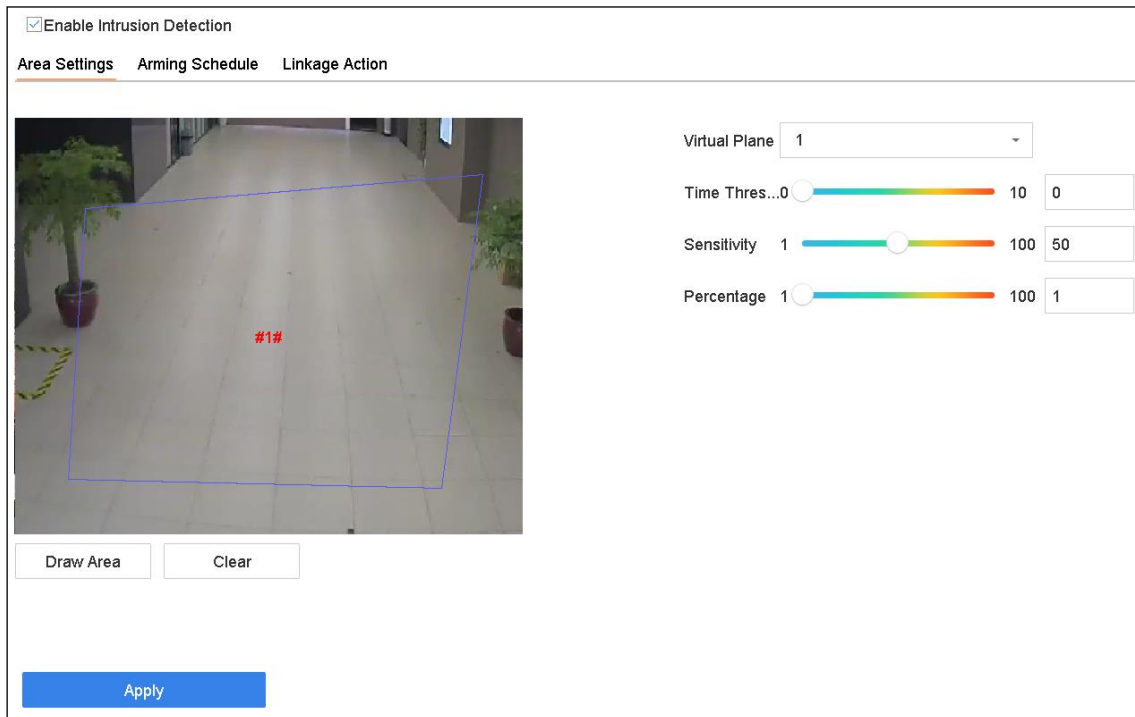 Enable Intrusion Detection
Area Settings Arming Schedule Linkage Action
Virtual Plane 1
Time Thres...0 10 0
Sensitivity 1 100 50
Percentage 1 100 1
#1#
Draw Area Clear
Apply